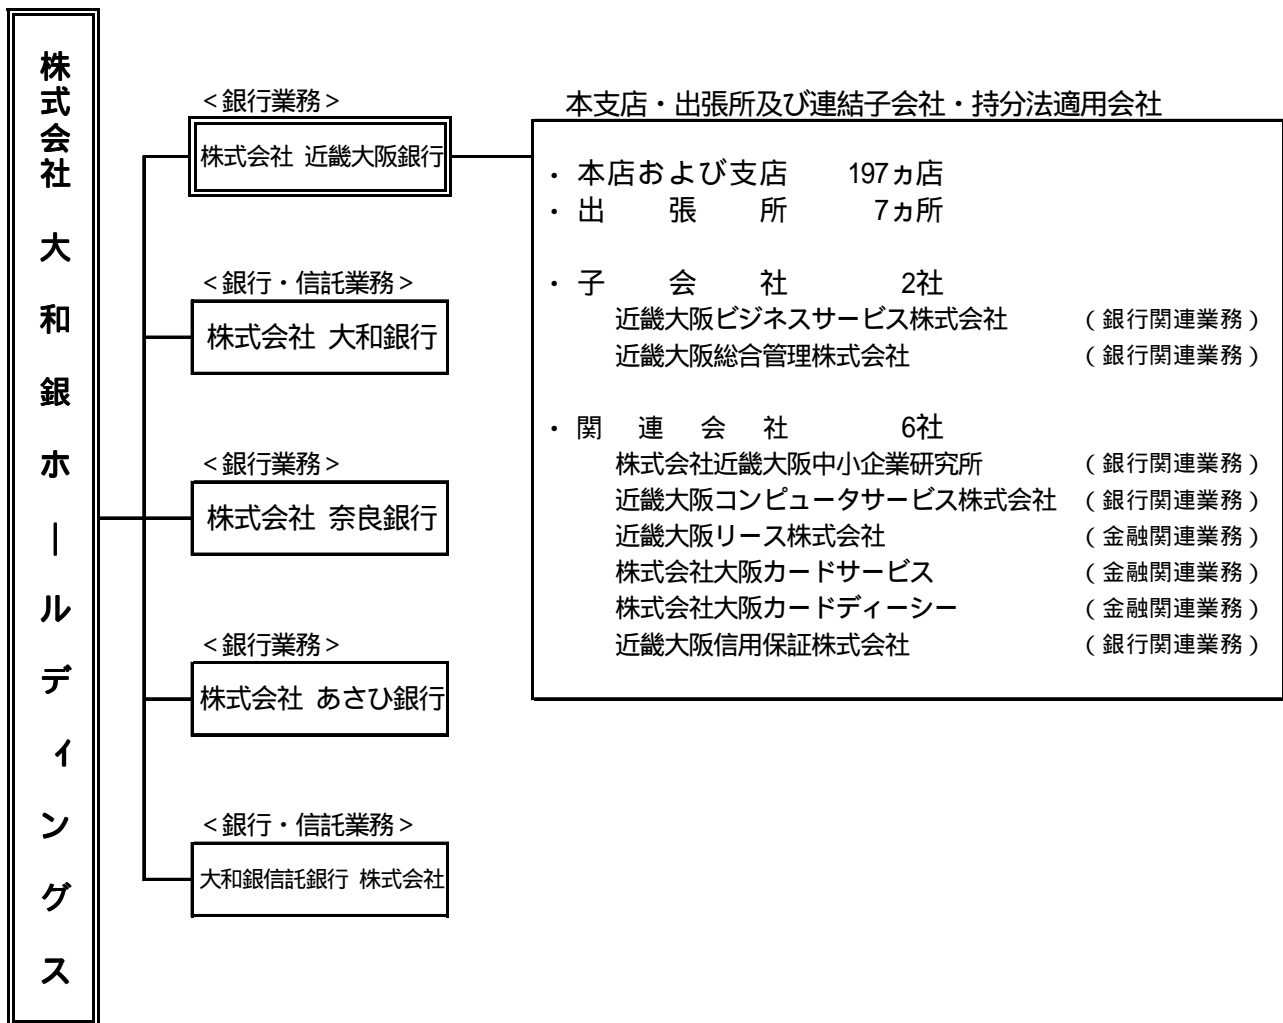 株式会社 大和銀ホールディングス
<銀行業務>
株式会社 近畿大阪銀行
<銀行・信託業務>
株式会社 大和銀行
<銀行業務>
株式会社 奈良銀行
<銀行業務>
株式会社 あさひ銀行
<銀行・信託業務>
大和銀信託銀行 株式会社
本支店・出張所及び連結子会社・持分法適用会社
・ 本店および支店 197ヵ店
・ 出張所 7ヵ所
・ 子会社 2社
近畿大阪ビジネスサービス株式会社 (銀行関連業務)
近畿大阪総合管理株式会社 (銀行関連業務)
・ 関連会社 6社
株式会社近畿大阪中小企業研究所 (銀行関連業務)
近畿大阪コンピュータサービス株式会社 (銀行関連業務)
近畿大阪リース株式会社 (金融関連業務)
株式会社大阪カードサービス (金融関連業務)
株式会社大阪カードディーシー (金融関連業務)
近畿大阪信用保証株式会社 (銀行関連業務)